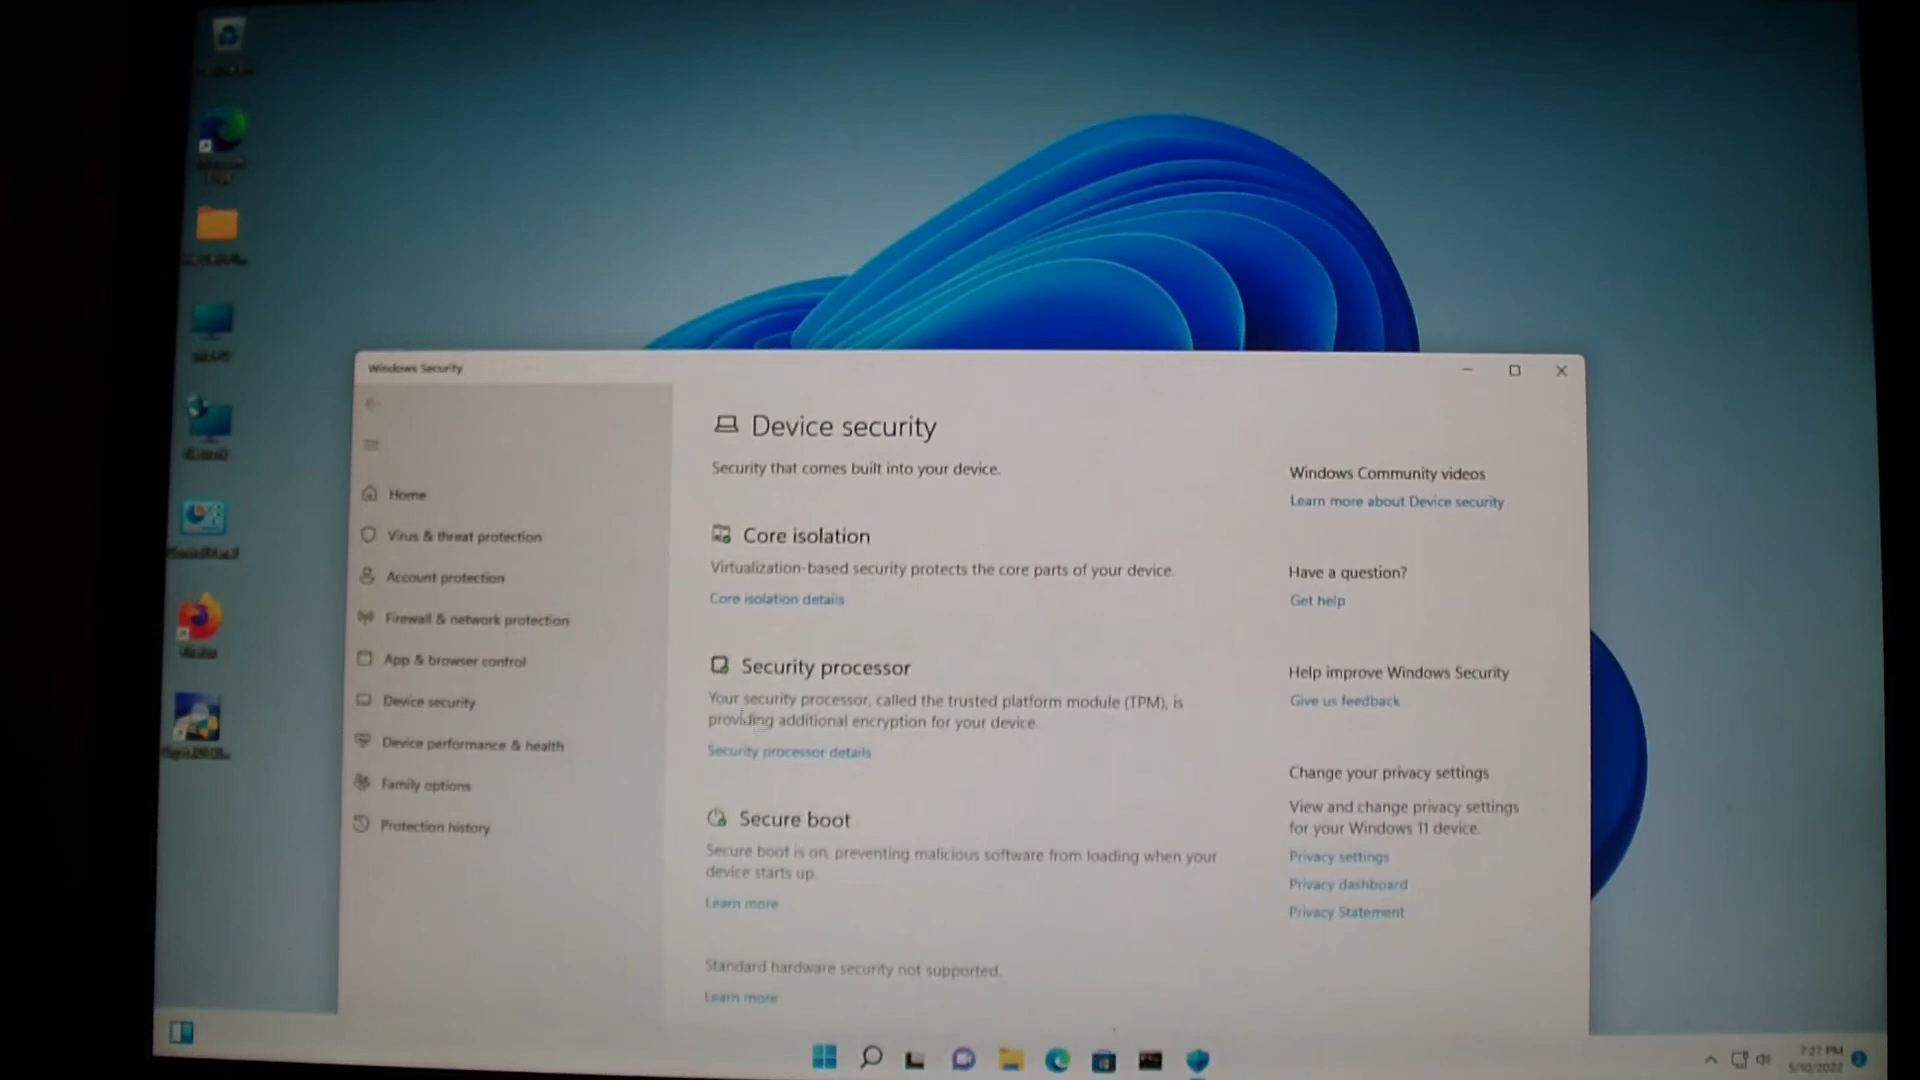 Windows Security
Home
Virus & threat protection
Account protection
Firewall & network protection
App & browser control
Device security
Device performance & health
Family options
Protection history
Device security
Security that comes built into your device.
Core isolation
Virtualization-based security protects the core parts of your device.
Core isolation details
Security processor
Your security processor, called the trusted platform module (TPM), is
providing additional encryption for your device.
Security processor details
Secure boot
Secure boot is on, preventing malicious software from loading when your
device starts up.
Learn more
Standard hardware security not supported.
Learn more
Windows Community videos
Learn more about Device security
Have a question?
Get help
Help improve Windows Security
Give us feedback
Change your privacy settings
View and change privacy settings
for your Windows 11 device.
Privacy settings
Privacy dashboard
Privacy Statement
7:27 PM
5/10/2022